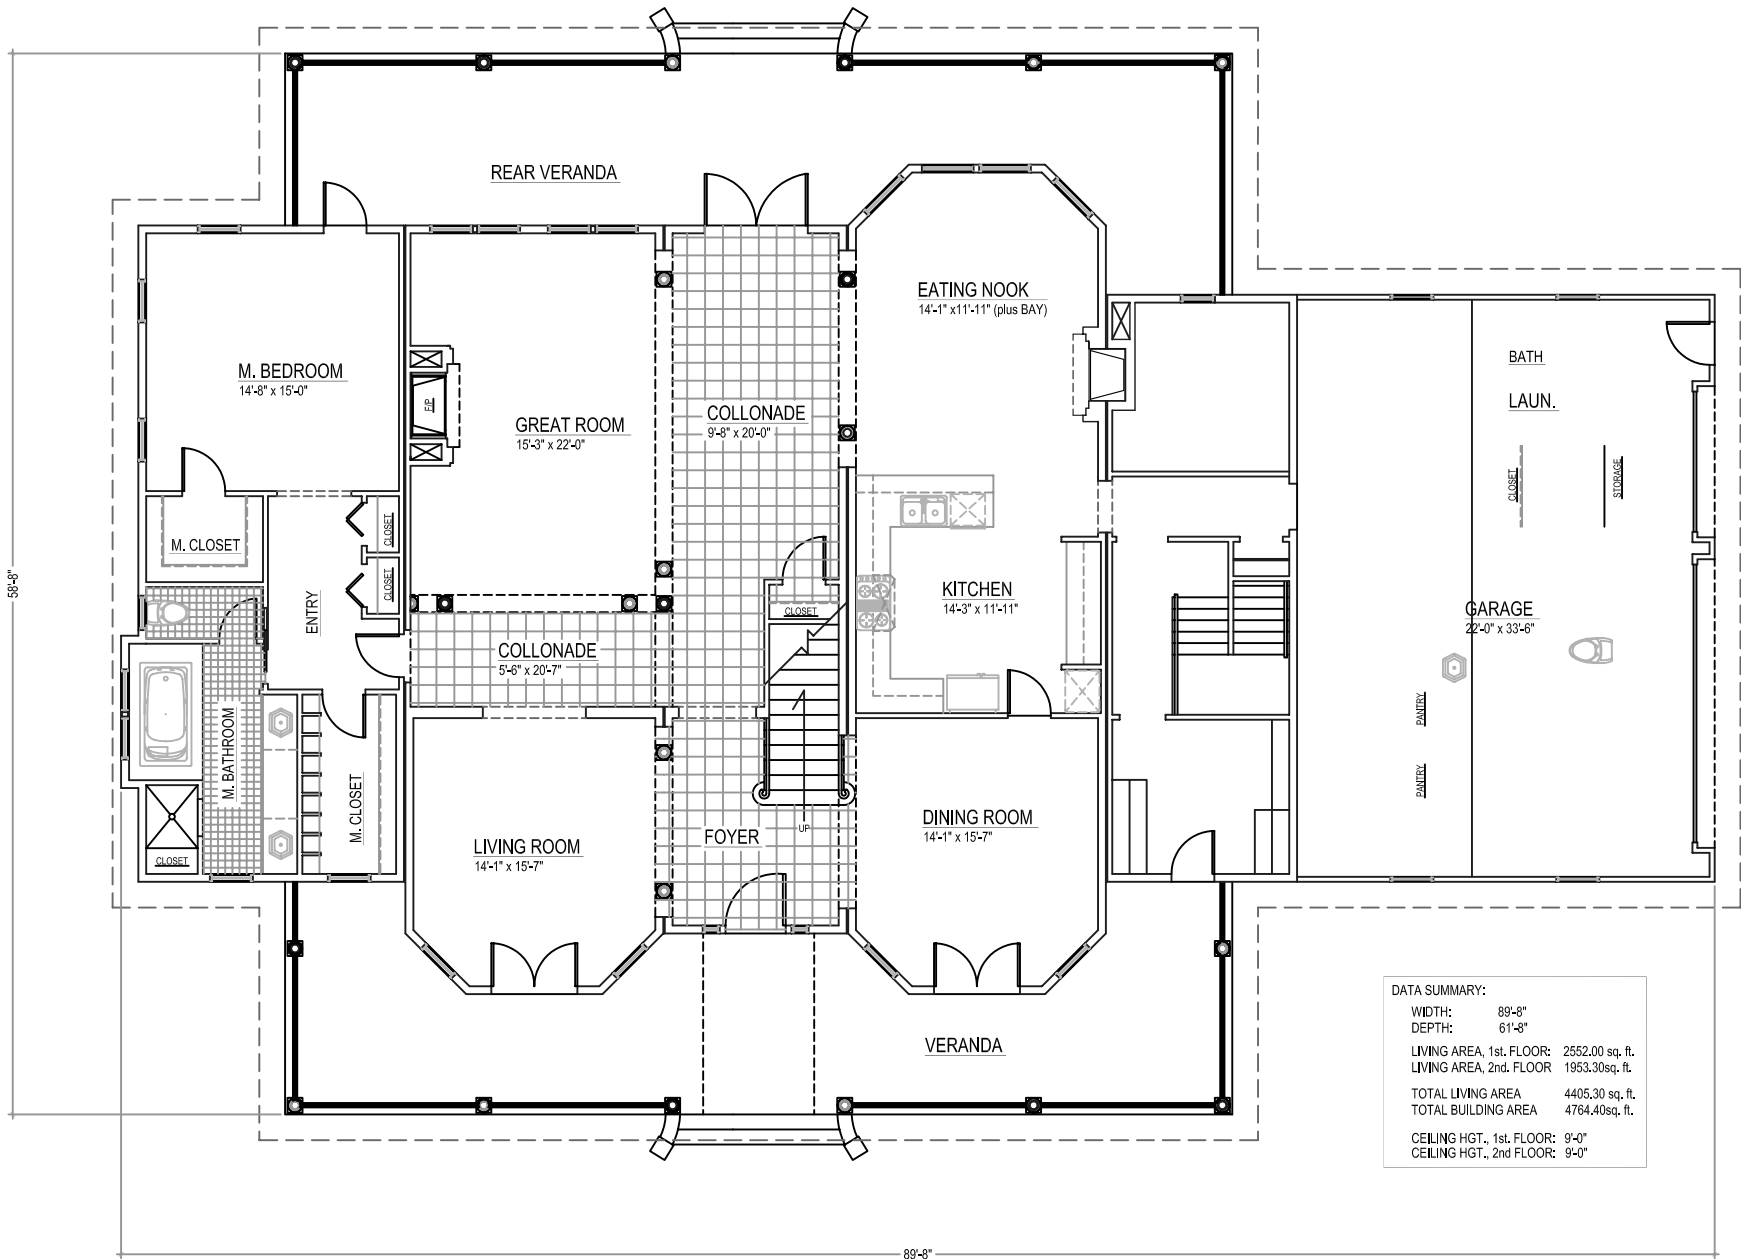 REAR VERANDA
EATING NOOK
14'-1" x11'-11" (plus BAY)
M. BEDROOM
14'-8" x 15'-0"
F/P
GREAT ROOM
15'-3" x 22'-0"
COLLONADE
9'-8" x 20'-0"
BATH
LAUN.
CLOSET
STORAGE
M. CLOSET
CLOSET
CLOSET
58'-8"
ENTRY
KITCHEN
14'-3" x 11'-11"
CLOSET
GARAGE
22'-0" x 33'-6"
COLLONADE
5'-6" x 20'-7"
PANTRY
PANTRY
M. BATHROOM
M. CLOSET
CLOSET
LIVING ROOM
14'-1" x 15'-7"
FOYER
UP
DINING ROOM
14'-1" x 15'-7"
VERANDA
DATA SUMMARY:
WIDTH: 89'-8"
DEPTH: 61'-8"
LIVING AREA, 1st. FLOOR: 2552.00 sq. ft.
LIVING AREA, 2nd. FLOOR 1953.30sq. ft.
TOTAL LIVING AREA 4405.30 sq. ft.
TOTAL BUILDING AREA 4764.40sq. ft.
CEILING HGT., 1st. FLOOR: 9'-0"
CEILING HGT., 2nd FLOOR: 9'-0"
89'-8"